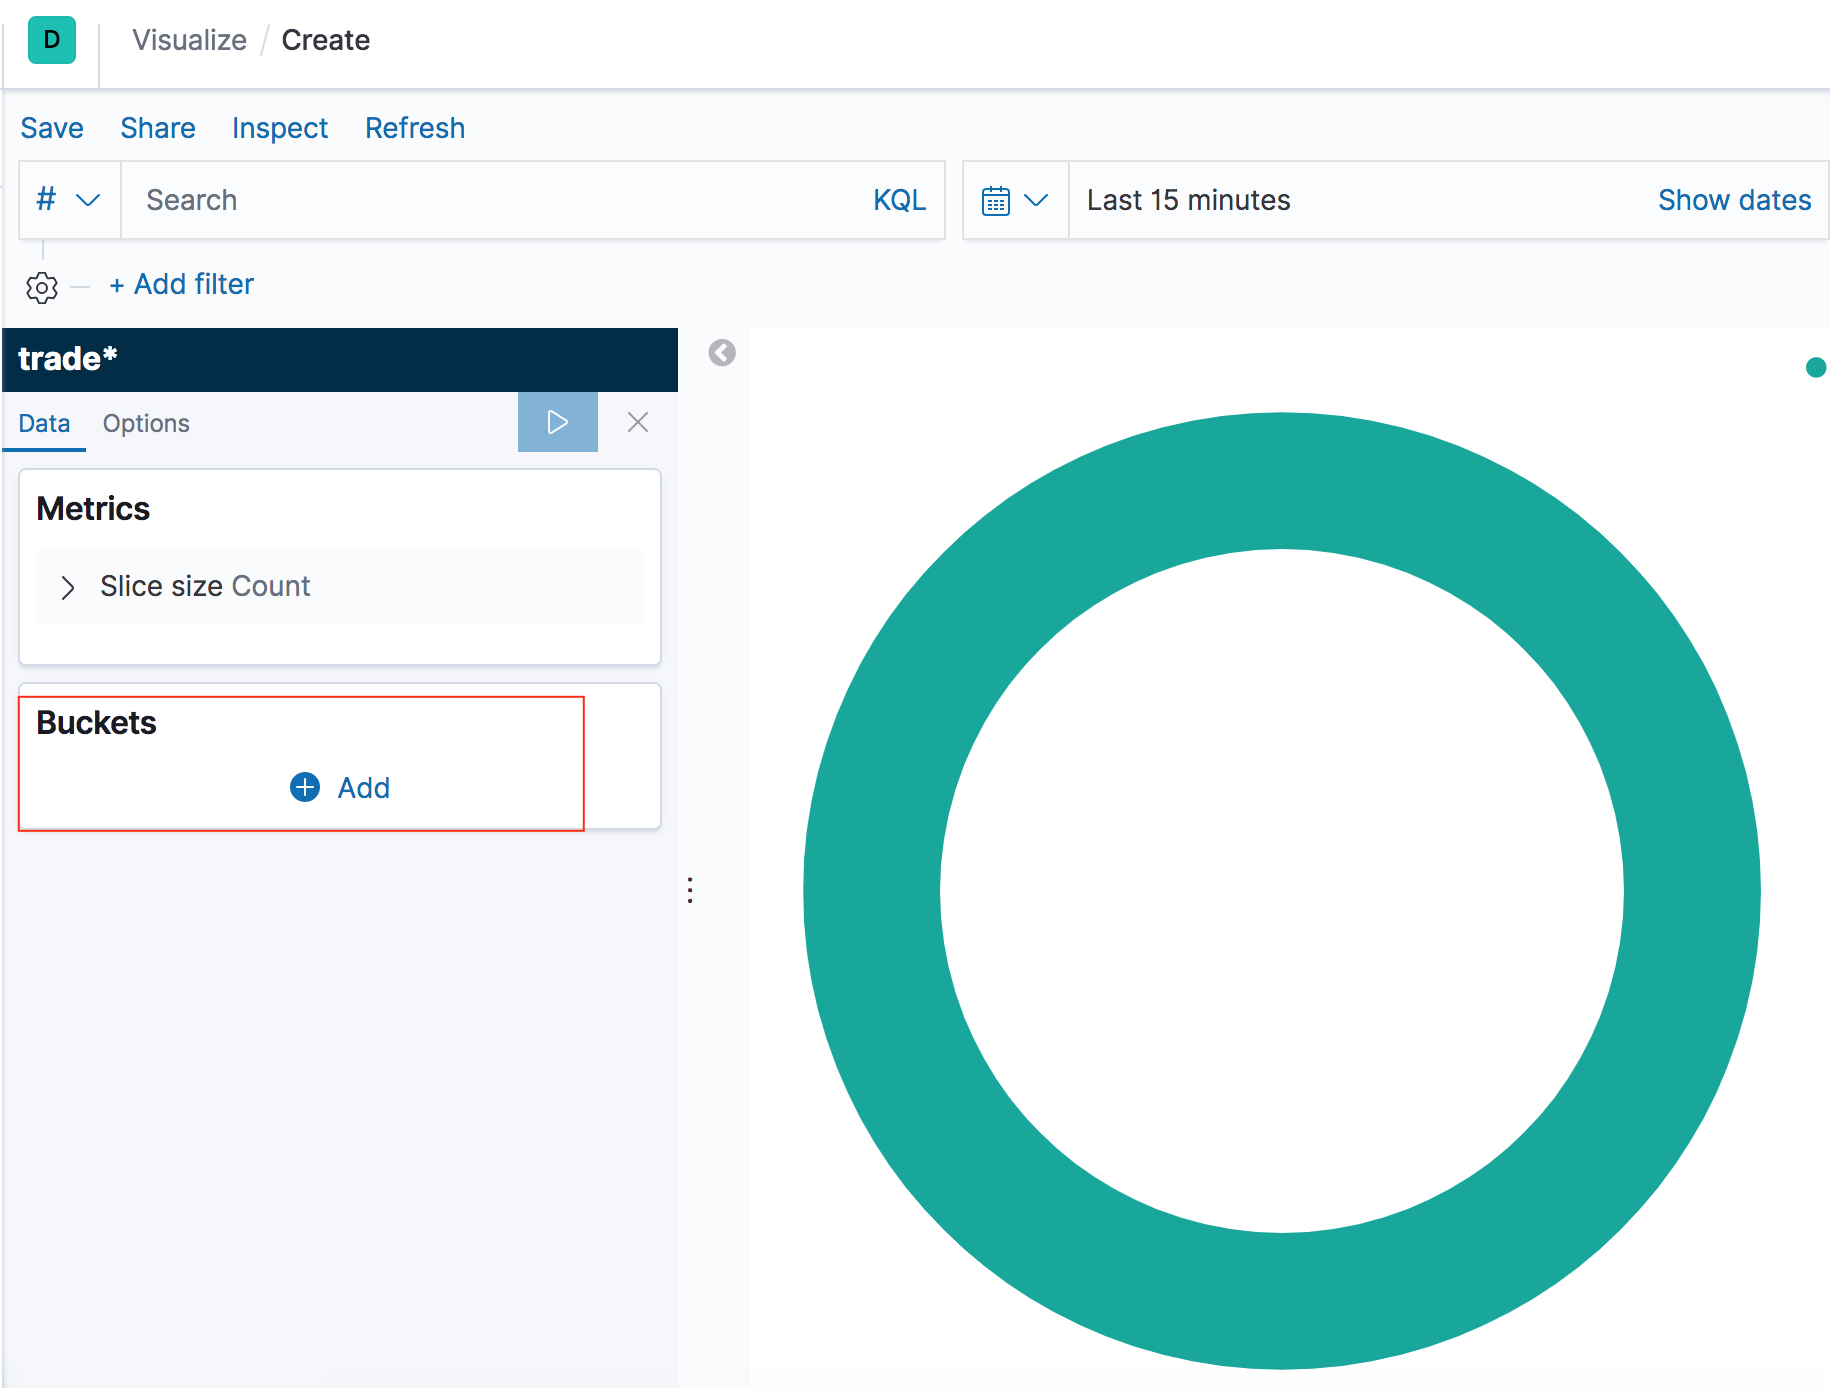 D Visualize / Create
Save Share Inspect Refresh
# Search KQL Last 15 minutes Show dates
+ Add filter
trade*
Data Options
Metrics
Slice size Count
Buckets
Add